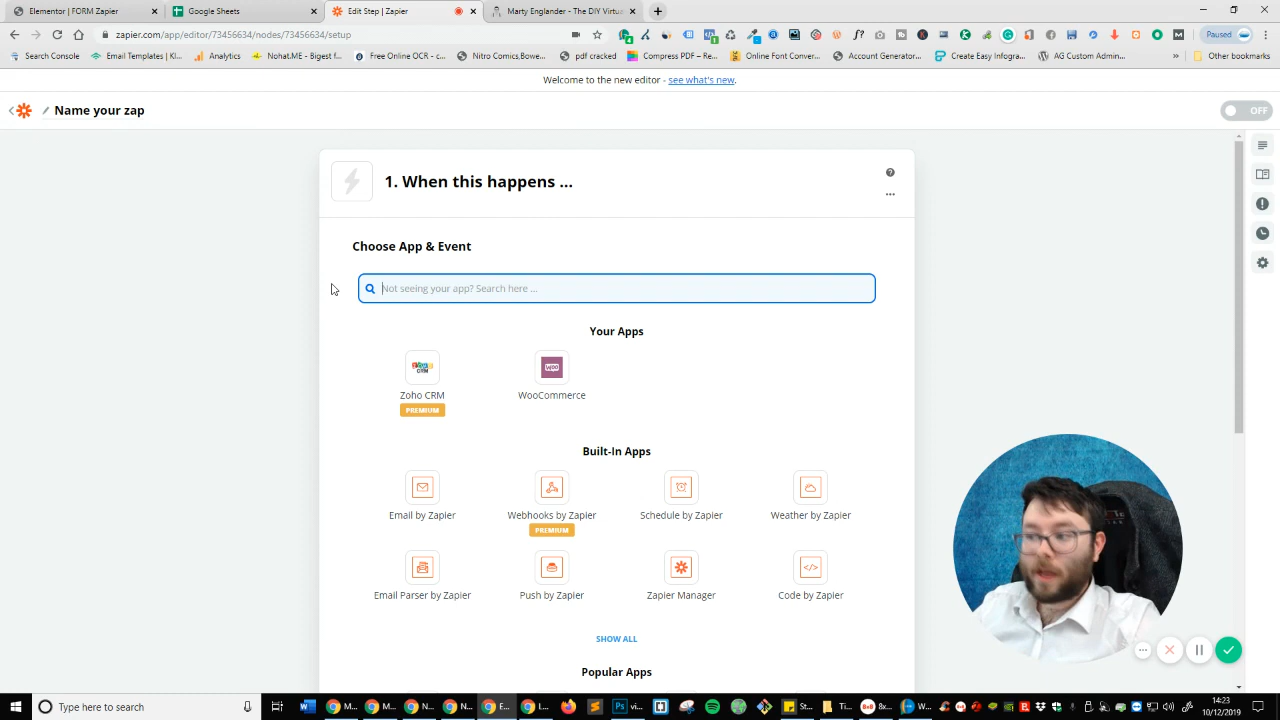 Elementor | FORM Zapier
Google Sheets
Edit Step | Zapier
Marty Englander - The DIY Virtua
zapier.com/app/editor/73456634/nodes/73456634/setup
Paused
Search Console
Email Templates | Kl...
Analytics
NohatME - Bigest f...
Free Online OCR -...
Nitro Comics,Bowe...
pdf cracked
Compress PDF – Re...
Online Font Conver...
Account Generator...
Create Easy Infogra...
AG Custom Admin...
»
Other bookmarks
Welcome to the new editor - see what's new.
Name your zap
OFF
1. When this happens ...
Choose App & Event
Not seeing your app? Search here ...
Your Apps
Zoho CRM
WooCommerce
PREMIUM
Built-In Apps
Email by Zapier
Webhooks by Zapier
Schedule by Zapier
Weather by Zapier
PREMIUM
Email Parser by Zapier
Push by Zapier
Zapier Manager
Code by Zapier
SHOW ALL
Popular Apps
Type here to search
M...
M...
N...
N...
E...
L...
vi...
St...
Ti...
8x...
W...
14:23
10/12/2019